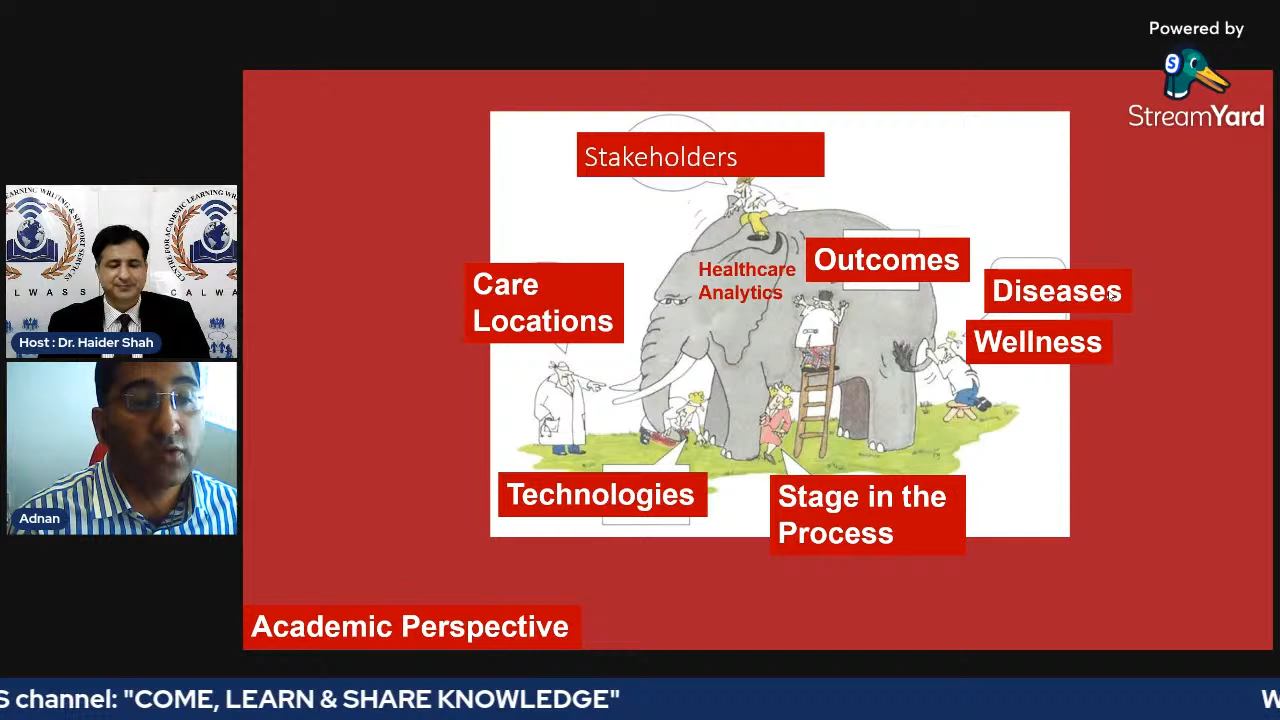 Powered by
S
StreamYard
Stakeholders
Healthcare
Analytics
Outcomes
Care
Locations
Diseases
Wellness
Technologies
Stage in the
Process
Academic Perspective
Host : Dr. Haider Shah
Adnan
S channel: "COME, LEARN & SHARE KNOWLEDGE"
W